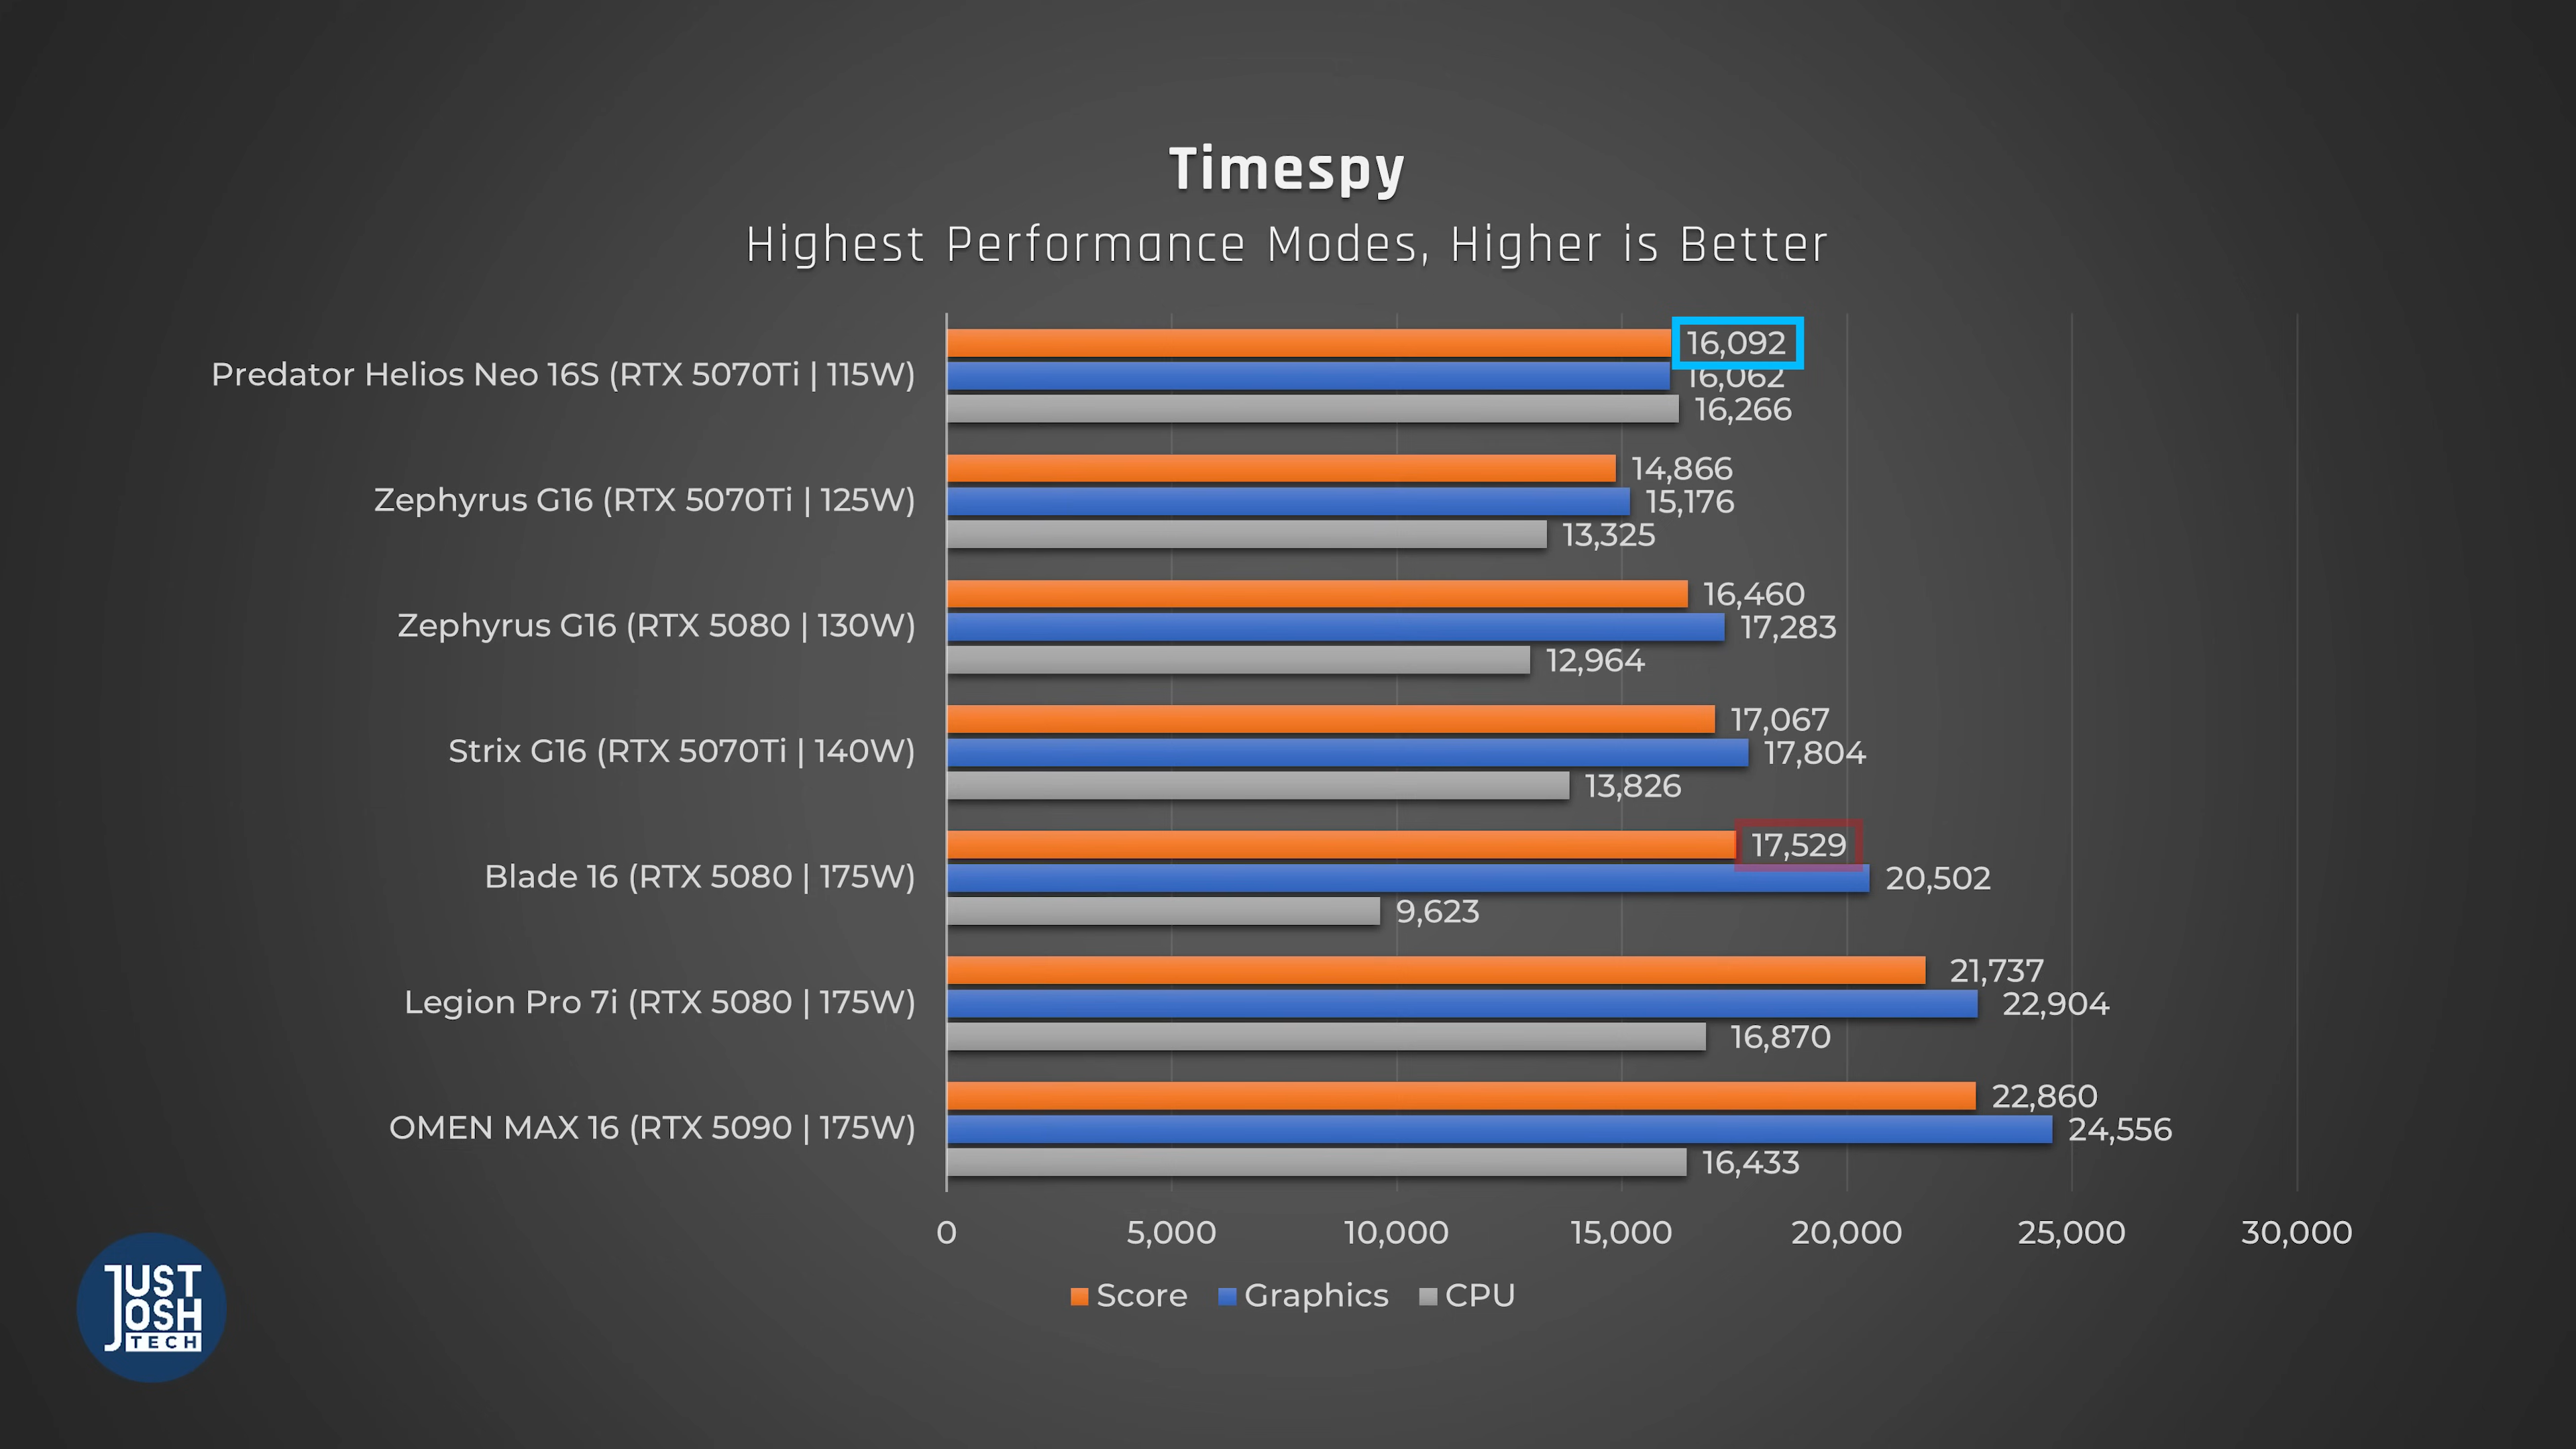 Timespy
Highest Performance Modes, Higher is Better
Predator Helios Neo 16S (RTX 5070Ti | 115W)
16,092
16,062
16,266
Zephyrus G16 (RTX 5070Ti | 125W)
14,866
15,176
13,325
Zephyrus G16 (RTX 5080 | 130W)
16,460
17,283
12,964
Strix G16 (RTX 5070Ti | 140W)
17,067
17,804
13,826
Blade 16 (RTX 5080 | 175W)
17,529
20,502
9,623
Legion Pro 7i (RTX 5080 | 175W)
21,737
22,904
16,870
OMEN MAX 16 (RTX 5090 | 175W)
22,860
24,556
16,433
0 5,000 10,000 15,000 20,000 25,000 30,000
Score Graphics CPU
JUST
JOSH
TECH